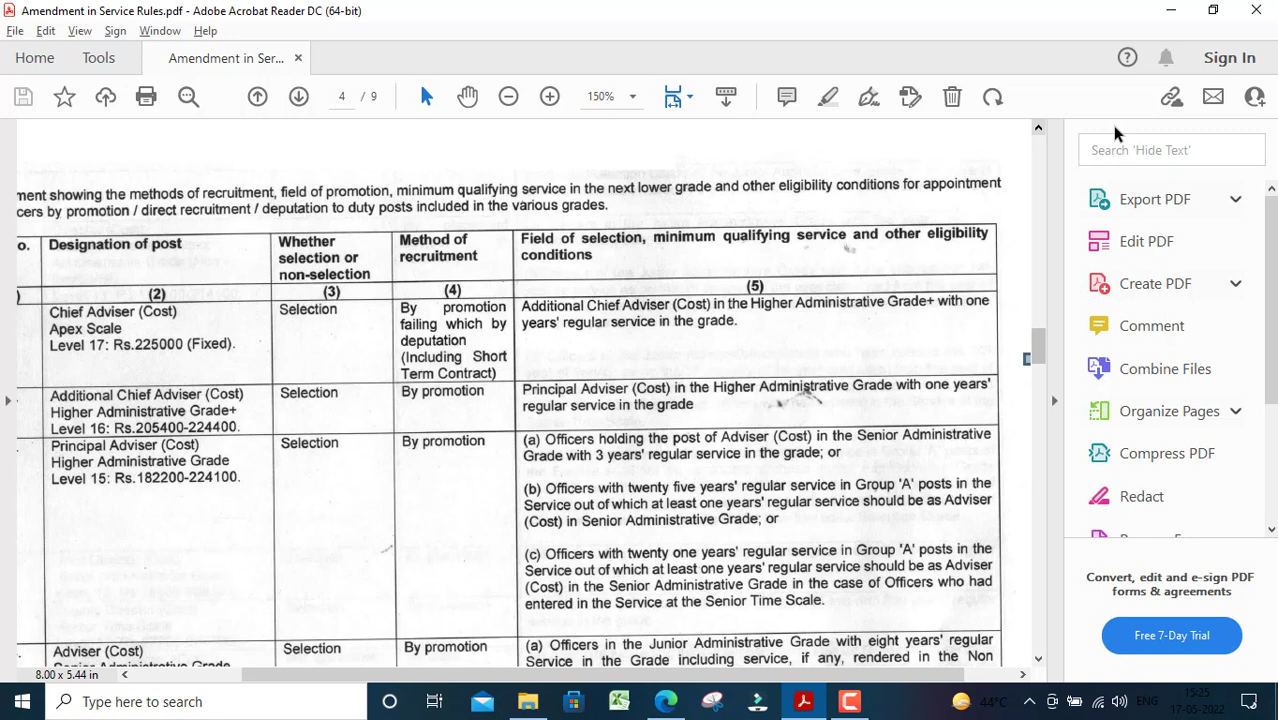 Amendment in Service Rules.pdf - Adobe Acrobat Reader DC (64-bit)
File Edit View Sign Window Help
Home Tools Amendment in Ser... × Sign In
4 / 9 150%
Search 'Hide Text'
Export PDF
Edit PDF
Create PDF
Comment
Combine Files
Organize Pages
Compress PDF
Redact
Convert, edit and e-sign PDF
forms & agreements
Free 7-Day Trial
ment showing the methods of recruitment, field of promotion, minimum qualifying service in the next lower grade and other eligibility conditions for appointment
cers by promotion / direct recruitment / deputation to duty posts included in the various grades.
o.
Designation of post
Whether
selection or
non-selection
Method of
recruitment
Field of selection, minimum qualifying service and other eligibility
conditions
)
(2)
(3)
(4)
(5)
Chief Adviser (Cost)
Apex Scale
Level 17: Rs.225000 (Fixed).
Selection
By promotion
failing which by
deputation
(Including Short
Term Contract)
Additional Chief Adviser (Cost) in the Higher Administrative Grade+ with one
years' regular service in the grade.
Additional Chief Adviser (Cost)
Higher Administrative Grade+
Level 16: Rs.205400-224400.
Selection
By promotion
Principal Adviser (Cost) in the Higher Administrative Grade with one years'
regular service in the grade
Principal Adviser (Cost)
Higher Administrative Grade
Level 15: Rs.182200-224100.
Selection
By promotion
(a) Officers holding the post of Adviser (Cost) in the Senior Administrative
Grade with 3 years' regular service in the grade; or
(b) Officers with twenty five years' regular service in Group 'A' posts in the
Service out of which at least one years' regular service should be as Adviser
(Cost) in Senior Administrative Grade; or
(c) Officers with twenty one years' regular service in Group 'A' posts in the
Service out of which at least one years' regular service should be as Adviser
(Cost) in the Senior Administrative Grade in the case of Officers who had
entered in the Service at the Senior Time Scale.
Adviser (Cost)
Senior Administrative Grade
Selection
By promotion
(a) Officers in the Junior Administrative Grade with eight years' regular
Service in the Grade including service, if any, rendered in the Non
8.00 x 5.44 in
Type here to search
44°C
ENG
15:25
17-05-2022